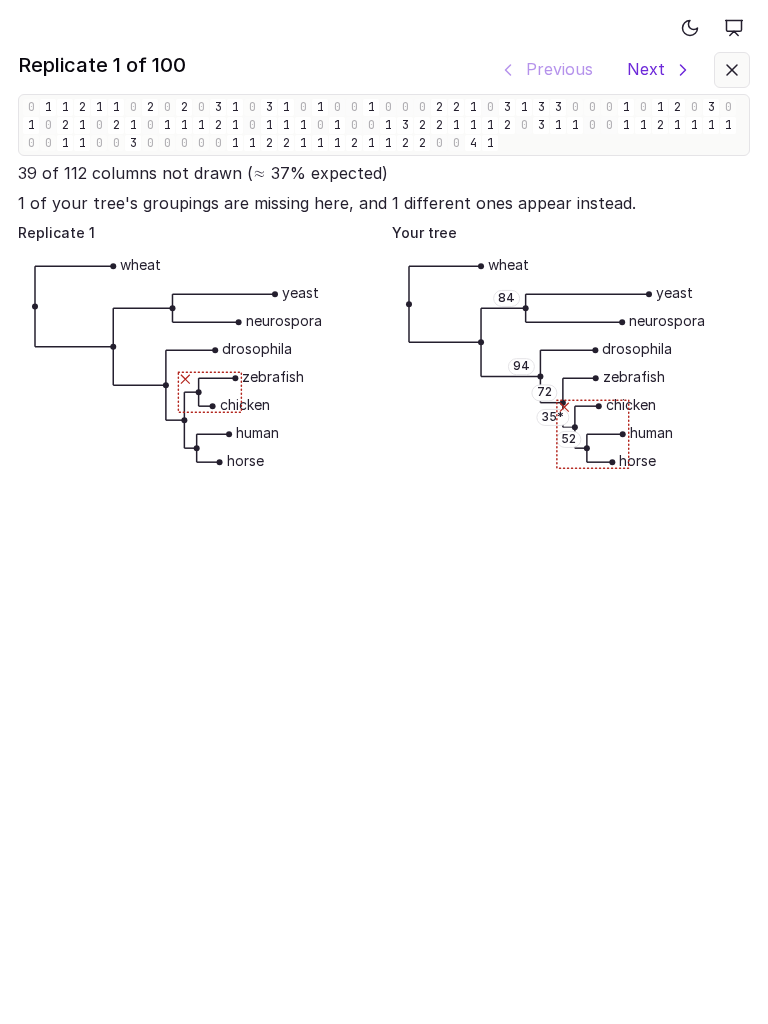 Replicate 1 of 100
Previous
Next
0 1 1 2 1 1 0 2 0 2 0 3 1 0 3 1 0 1 0 0 1 0 0 0 2 2 1 0 3 1 3 3 0 0 0 1 0 1 2 0 3 0
1 0 2 1 0 2 1 0 1 1 1 2 1 0 1 1 1 0 1 0 0 1 3 2 2 1 1 1 2 0 3 1 1 0 0 1 1 2 1 1 1 1
0 0 1 1 0 0 3 0 0 0 0 0 1 1 2 2 1 1 1 2 1 1 2 2 0 0 4 1
39 of 112 columns not drawn (≈ 37% expected)
1 of your tree's groupings are missing here, and 1 different ones appear instead.
Replicate 1
wheat
yeast
neurospora
drosophila
zebrafish
chicken
human
horse
Your tree
wheat
84
yeast
neurospora
drosophila
94
zebrafish
72
chicken
35*
human
52
horse